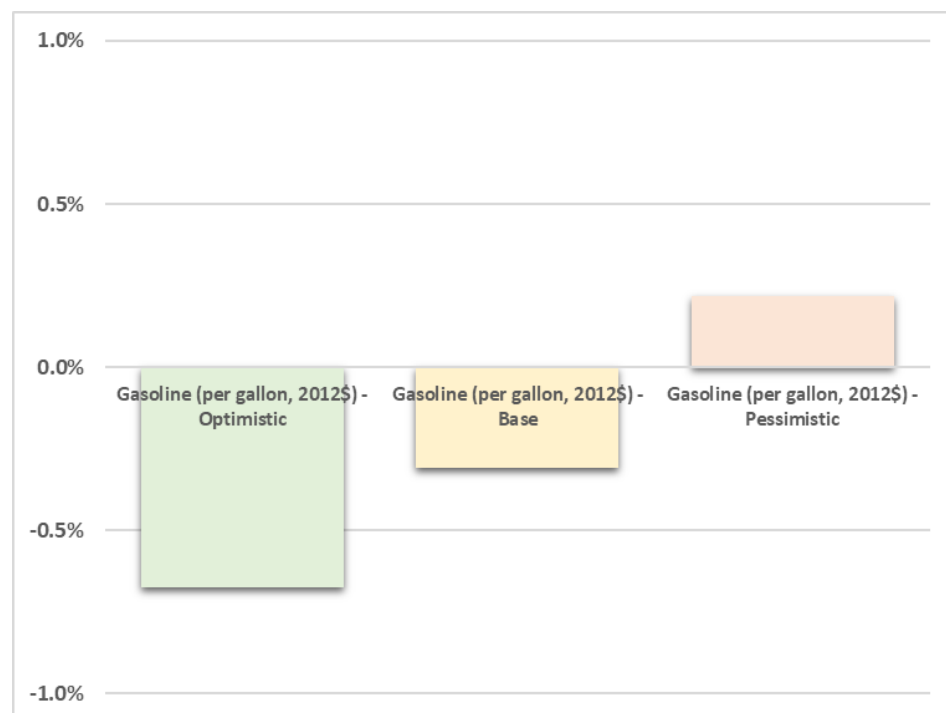 1.0%
0.5%
0.0%
Gasoline (per gallon, 2012$) -
Optimistic
Gasoline (per gallon, 2012$) -
Base
Gasoline (per gallon, 2012$) -
Pessimistic
-0.5%
-1.0%